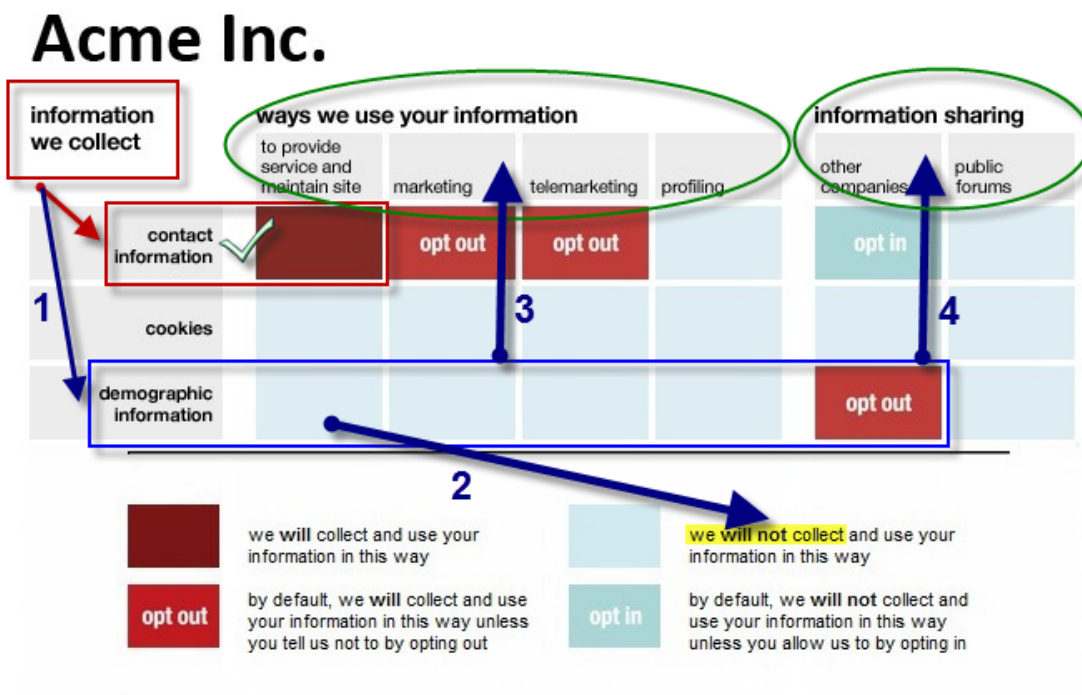 Acme Inc.
information
we collect
ways we use your information
information sharing
to provide
service and
maintain site
marketing
telemarketing
profiling
other
companies
public
forums
contact
information
opt out
opt out
opt in
1
3
4
cookies
demographic
information
opt out
2
we will collect and use your
information in this way
we will not collect and use your
information in this way
opt out
by default, we will collect and use
your information in this way unless
you tell us not to by opting out
opt in
by default, we will not collect and
use your information in this way
unless you allow us to by opting in